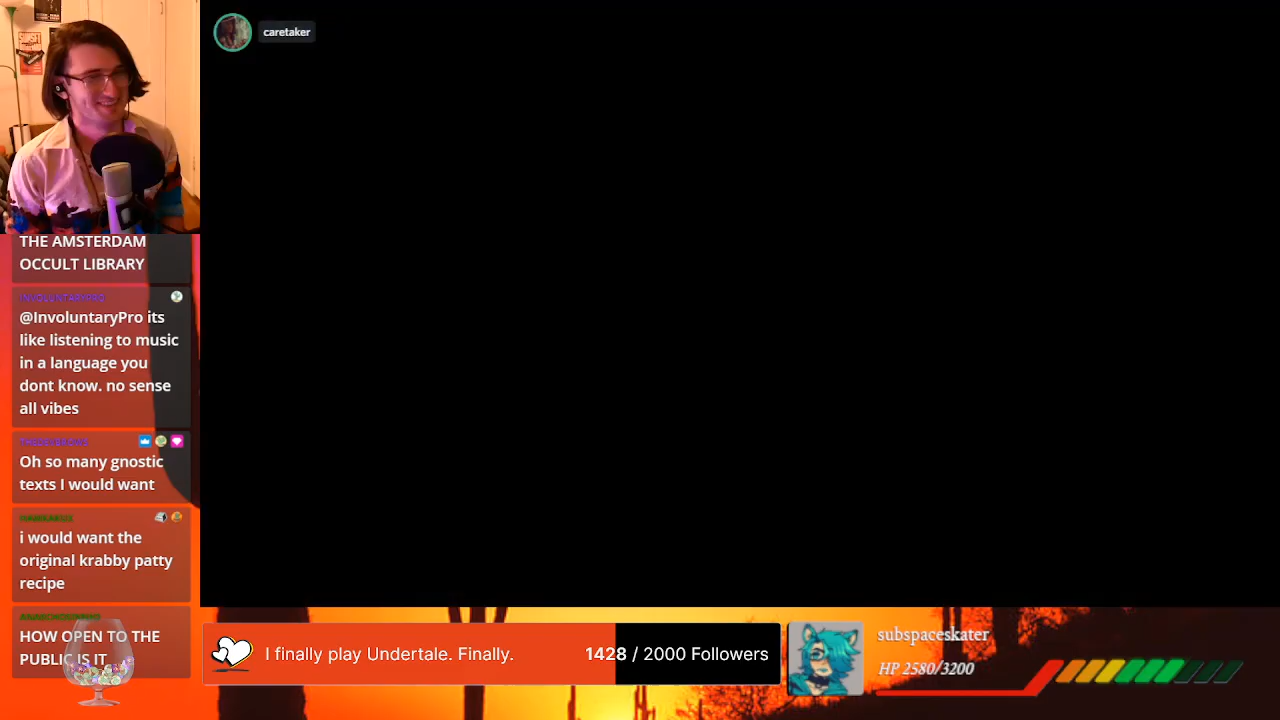 caretaker
THE AMSTERDAM
OCCULT LIBRARY
INVOLUNTARYPRO
@InvoluntaryPro its
like listening to music
in a language you
dont know. no sense
all vibes
Oh so many gnostic
texts I would want
i would want the
original krabby patty
recipe
HOW OPEN TO THE
PUBLIC IS IT
I finally play Undertale. Finally.
1428 / 2000 Followers
subspaceskater
HP 2580/3200